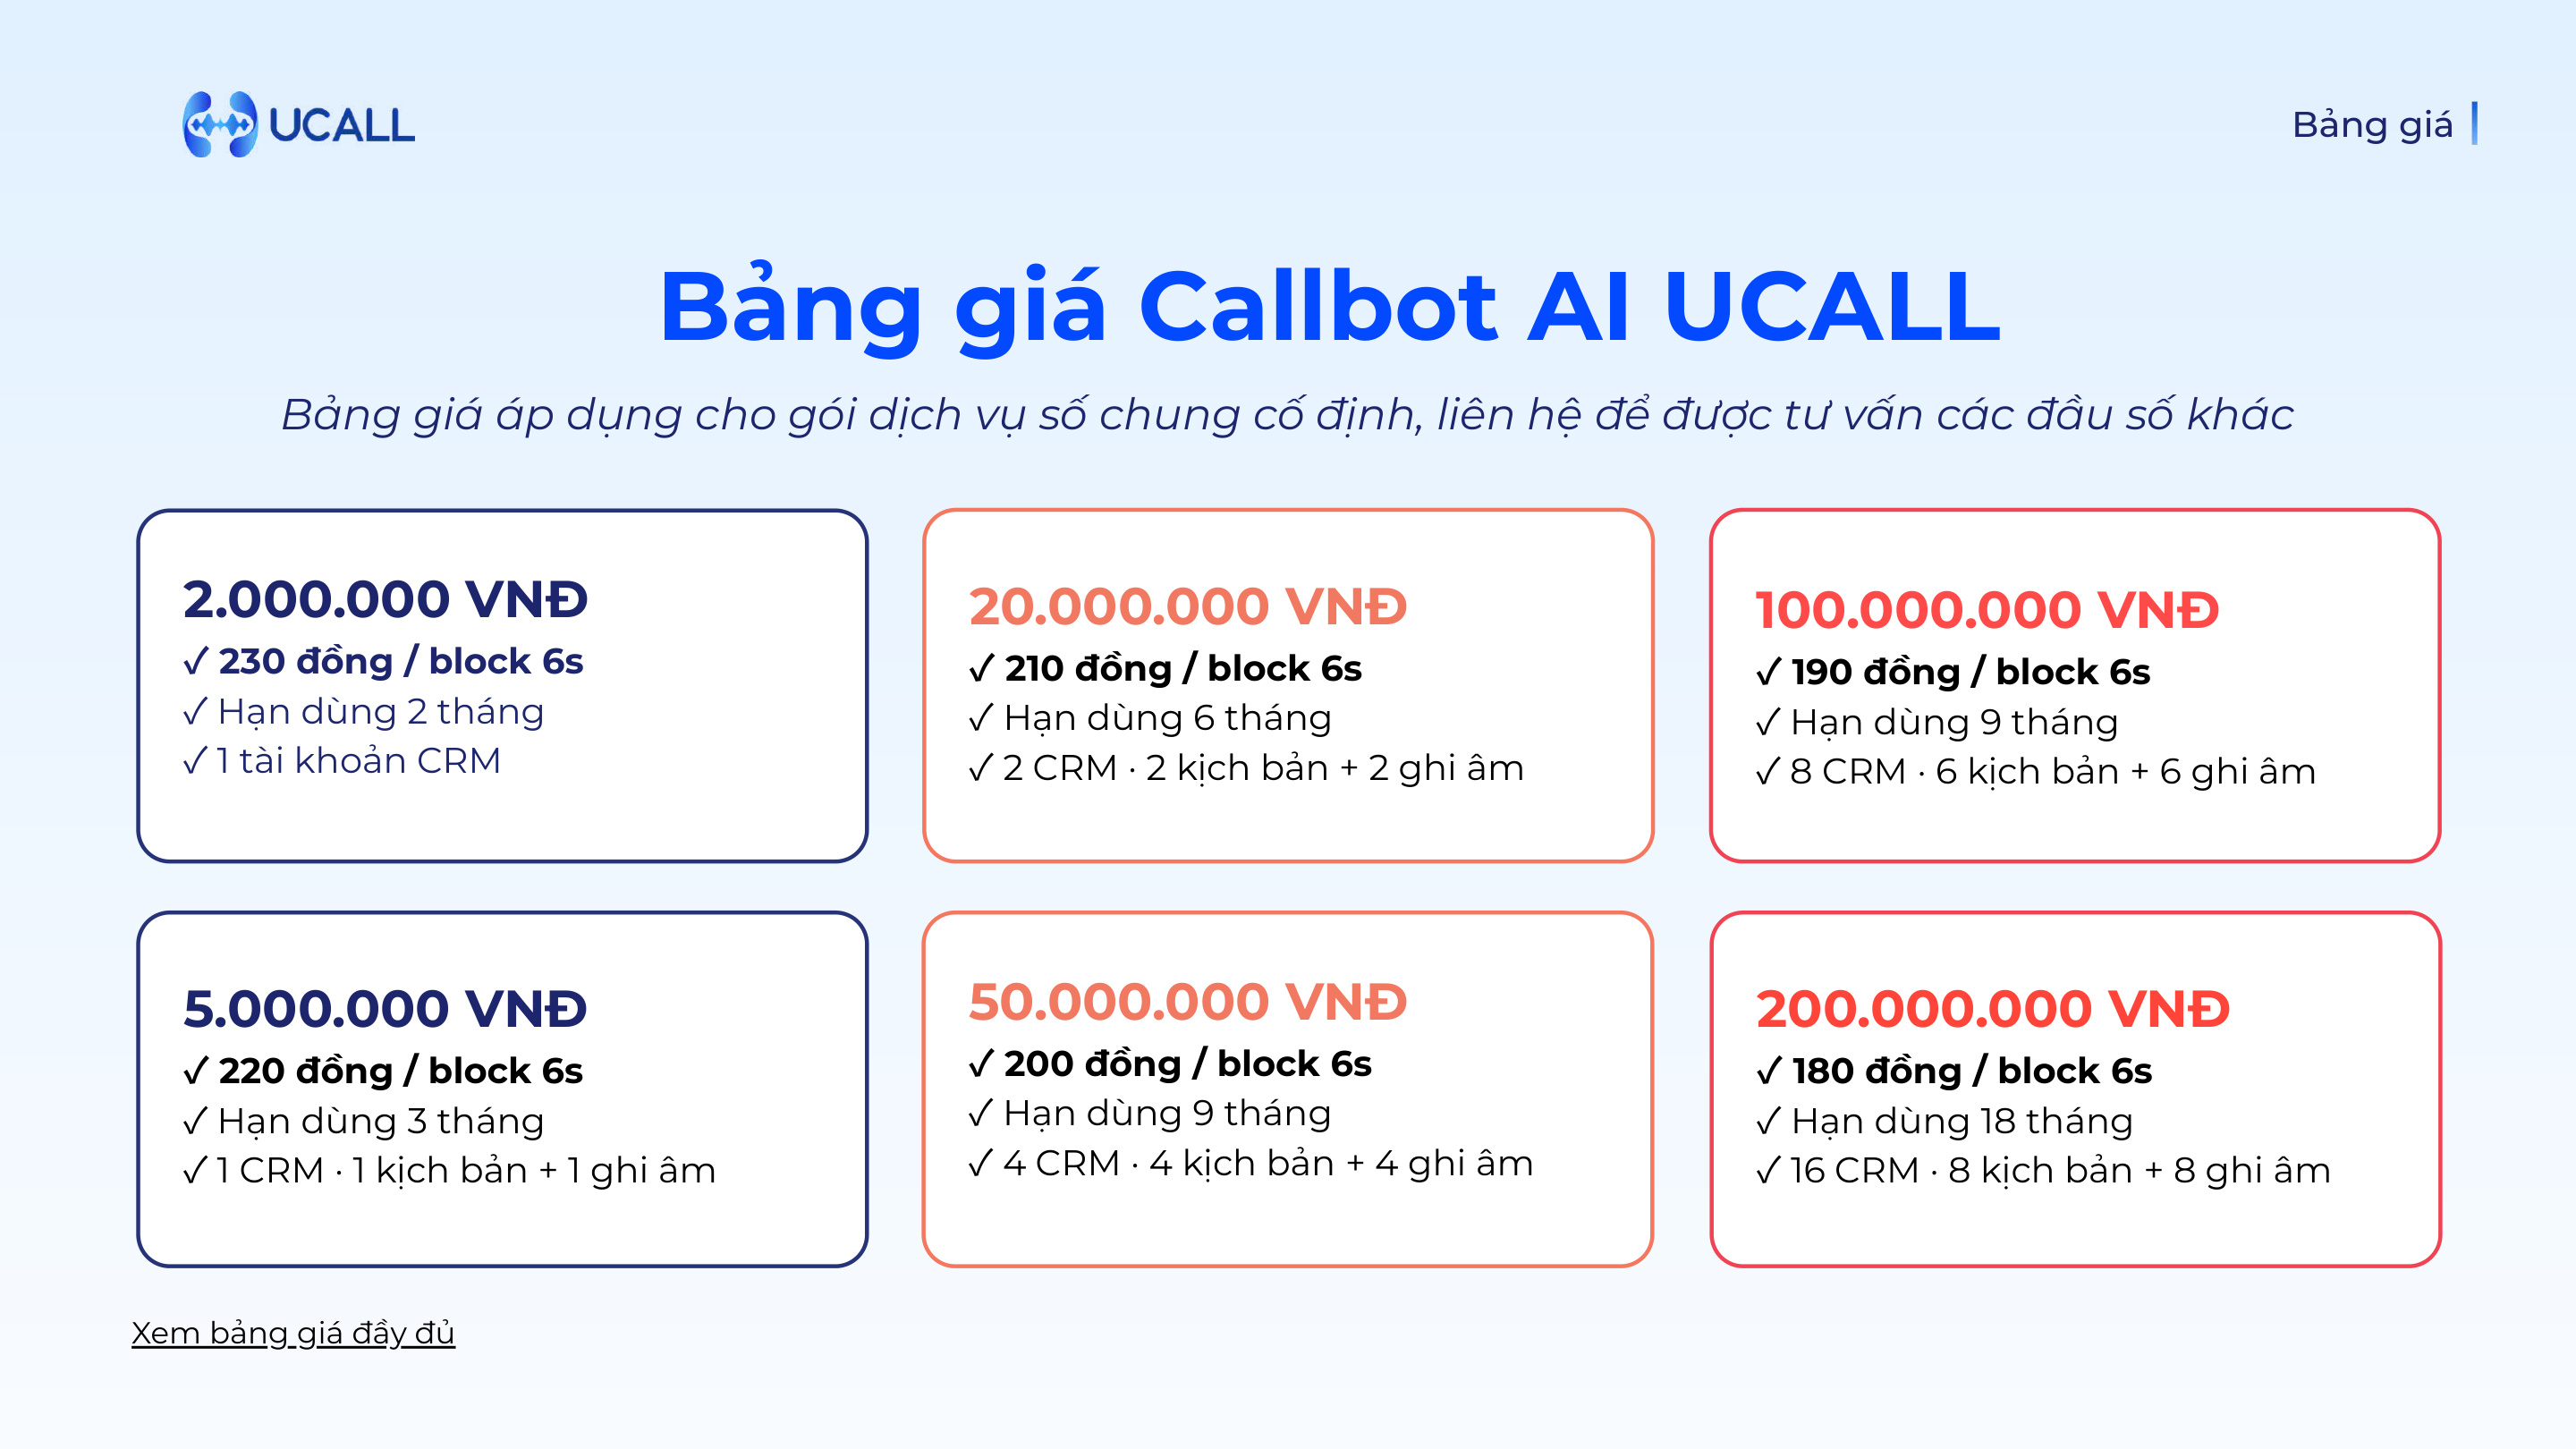 UCALL
Bảng giá
Bảng giá Callbot AI UCALL
Bảng giá áp dụng cho gói dịch vụ số chung cố định, liên hệ để được tư vấn các đầu số khác
2.000.000 VNĐ
✓ 230 đồng / block 6s
✓ Hạn dùng 2 tháng
✓ 1 tài khoản CRM
20.000.000 VNĐ
✓ 210 đồng / block 6s
✓ Hạn dùng 6 tháng
✓ 2 CRM · 2 kịch bản + 2 ghi âm
100.000.000 VNĐ
✓ 190 đồng / block 6s
✓ Hạn dùng 9 tháng
✓ 8 CRM · 6 kịch bản + 6 ghi âm
5.000.000 VNĐ
✓ 220 đồng / block 6s
✓ Hạn dùng 3 tháng
✓ 1 CRM · 1 kịch bản + 1 ghi âm
50.000.000 VNĐ
✓ 200 đồng / block 6s
✓ Hạn dùng 9 tháng
✓ 4 CRM · 4 kịch bản + 4 ghi âm
200.000.000 VNĐ
✓ 180 đồng / block 6s
✓ Hạn dùng 18 tháng
✓ 16 CRM · 8 kịch bản + 8 ghi âm
Xem bảng giá đầy đủ